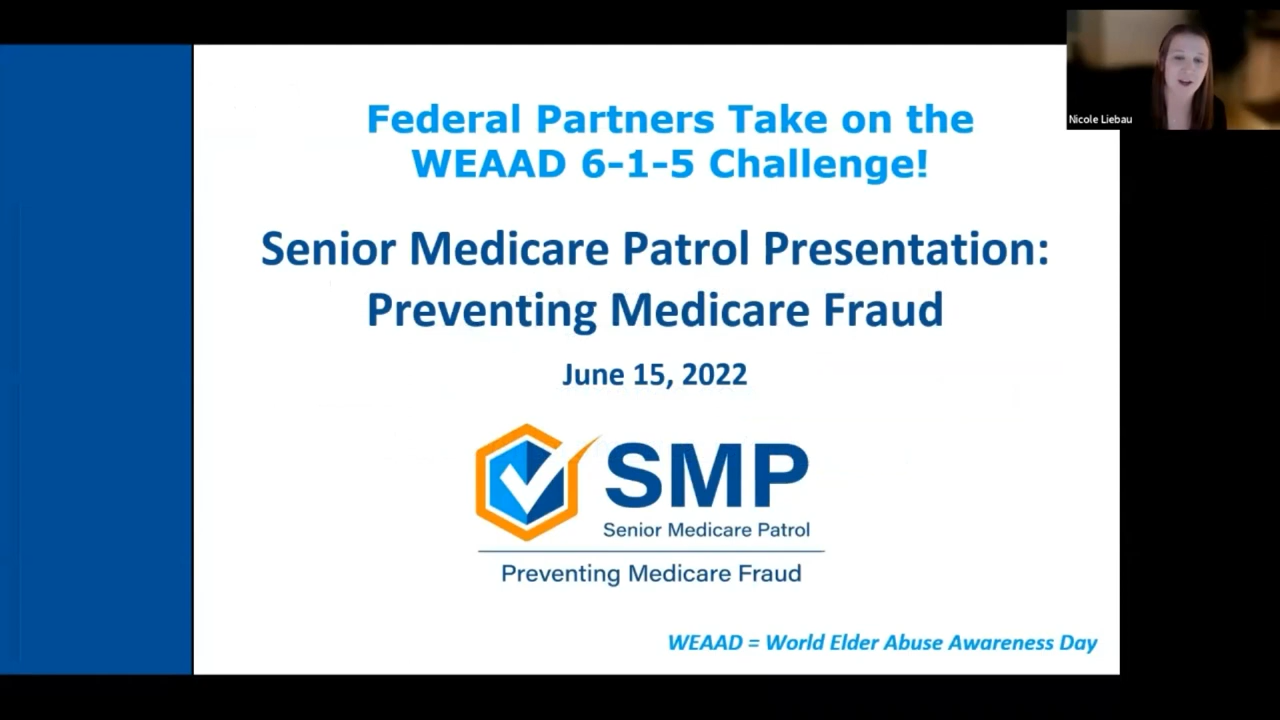 Federal Partners Take on the
WEAAD 6-1-5 Challenge!
Nicole Liebau
Senior Medicare Patrol Presentation:
Preventing Medicare Fraud
June 15, 2022
SMP
Senior Medicare Patrol
Preventing Medicare Fraud
WEAAD = World Elder Abuse Awareness Day